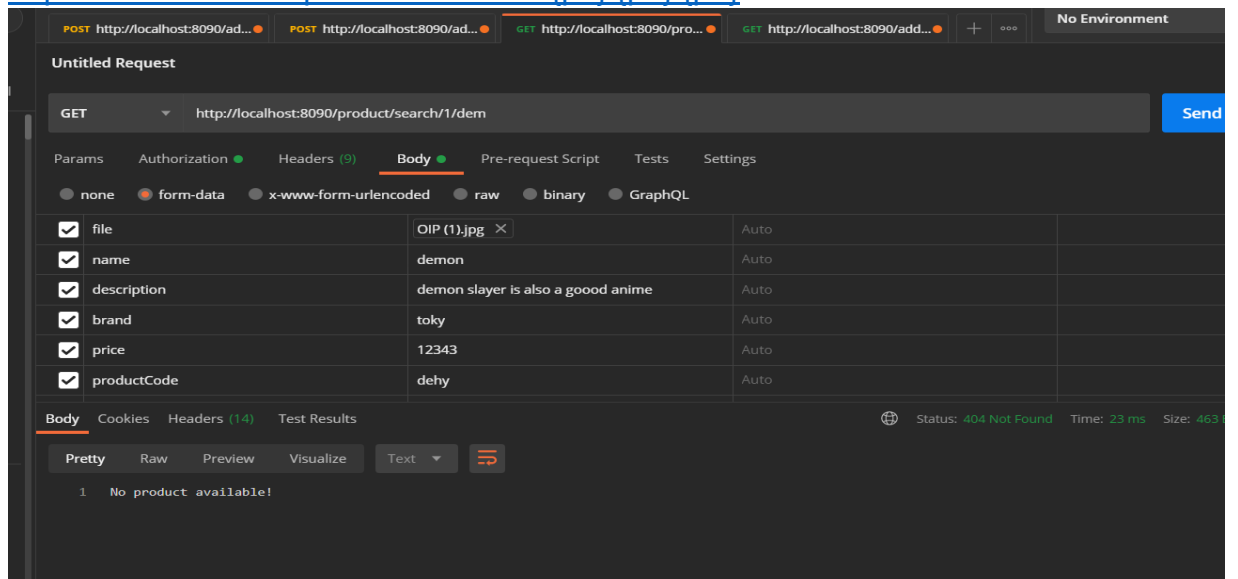 POST http://localhost:8090/ad... POST http://localhost:8090/ad... GET http://localhost:8090/pro... GET http://localhost:8090/add... No Environment
Untitled Request
GET http://localhost:8090/product/search/1/dem Send
Params Authorization Headers (9) Body Pre-request Script Tests Settings
none form-data x-www-form-urlencoded raw binary GraphQL
file OIP (1).jpg Auto
name demon Auto
description demon slayer is also a goood anime Auto
brand toky Auto
price 12343 Auto
productCode dehy Auto
Body Cookies Headers (14) Test Results Status: 404 Not Found Time: 23 ms Size: 463
Pretty Raw Preview Visualize Text
1 No product available!